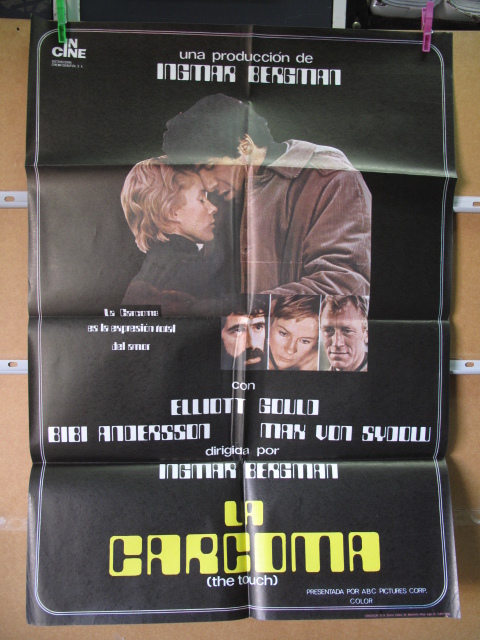 IN
CINE
una producción de
INGMAR BERGMAN
La Carcoma
es la expresión total
del amor
con
ELLIOTT GOULD
BIBI ANDERSSON MAX VON SYDOW
dirigida por
INGMAR BERGMAN
LA
CARCOMA
(the touch)
PRESENTADA POR ABC PICTURES CORP.
COLOR